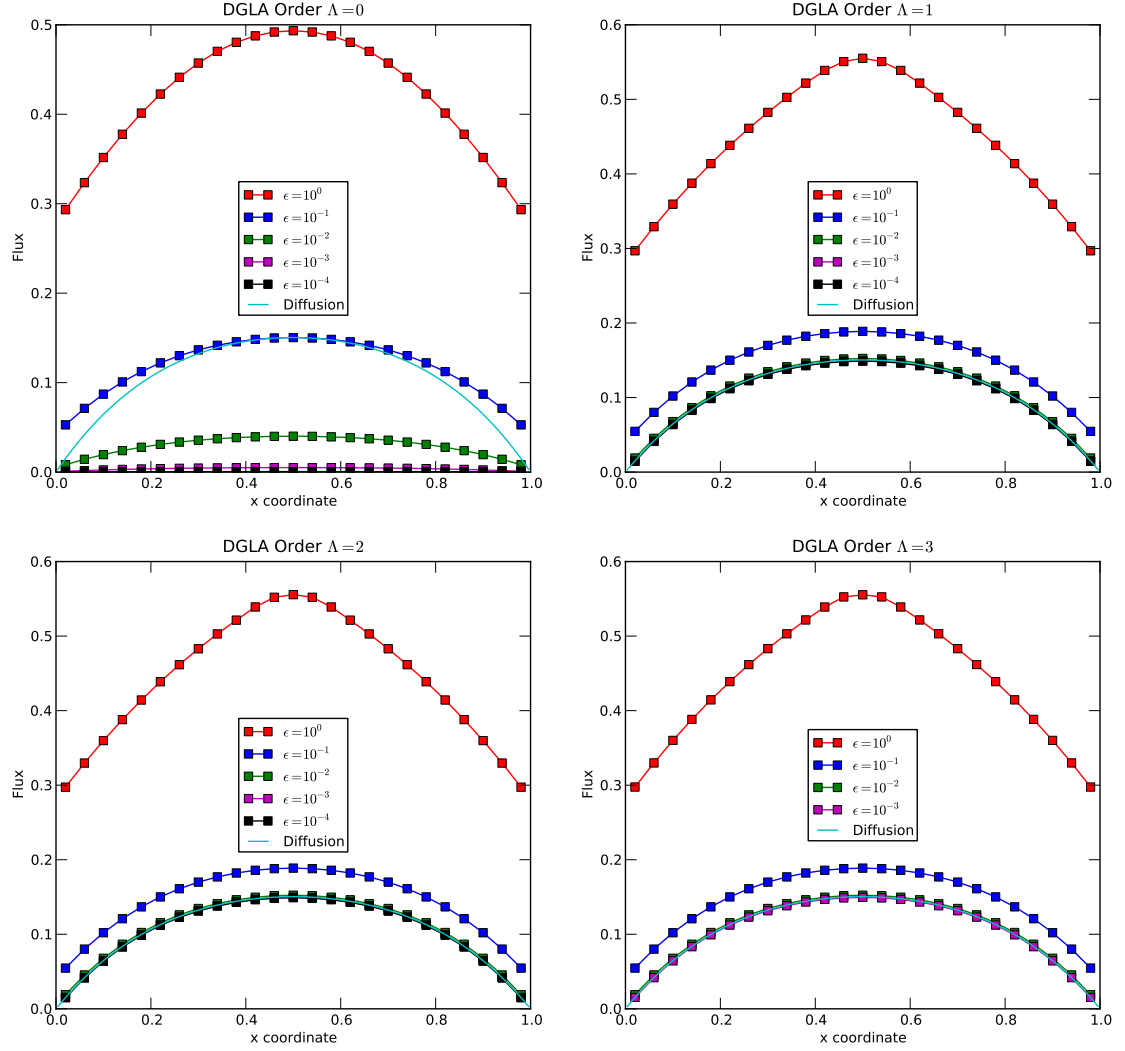 DGLA Order Λ=0
0.5
0.4
0.3
0.2
0.1
0.0
Flux
ϵ=10⁰
ϵ=10⁻¹
ϵ=10⁻²
ϵ=10⁻³
ϵ=10⁻⁴
Diffusion
0.0 0.2 0.4 0.6 0.8 1.0
x coordinate
DGLA Order Λ=1
0.6
0.5
0.4
0.3
0.2
0.1
0.0
Flux
ϵ=10⁰
ϵ=10⁻¹
ϵ=10⁻²
ϵ=10⁻³
ϵ=10⁻⁴
Diffusion
0.0 0.2 0.4 0.6 0.8 1.0
x coordinate
DGLA Order Λ=2
0.6
0.5
0.4
0.3
0.2
0.1
0.0
Flux
ϵ=10⁰
ϵ=10⁻¹
ϵ=10⁻²
ϵ=10⁻³
ϵ=10⁻⁴
Diffusion
0.0 0.2 0.4 0.6 0.8 1.0
x coordinate
DGLA Order Λ=3
0.6
0.5
0.4
0.3
0.2
0.1
0.0
Flux
ϵ=10⁰
ϵ=10⁻¹
ϵ=10⁻²
ϵ=10⁻³
Diffusion
0.0 0.2 0.4 0.6 0.8 1.0
x coordinate